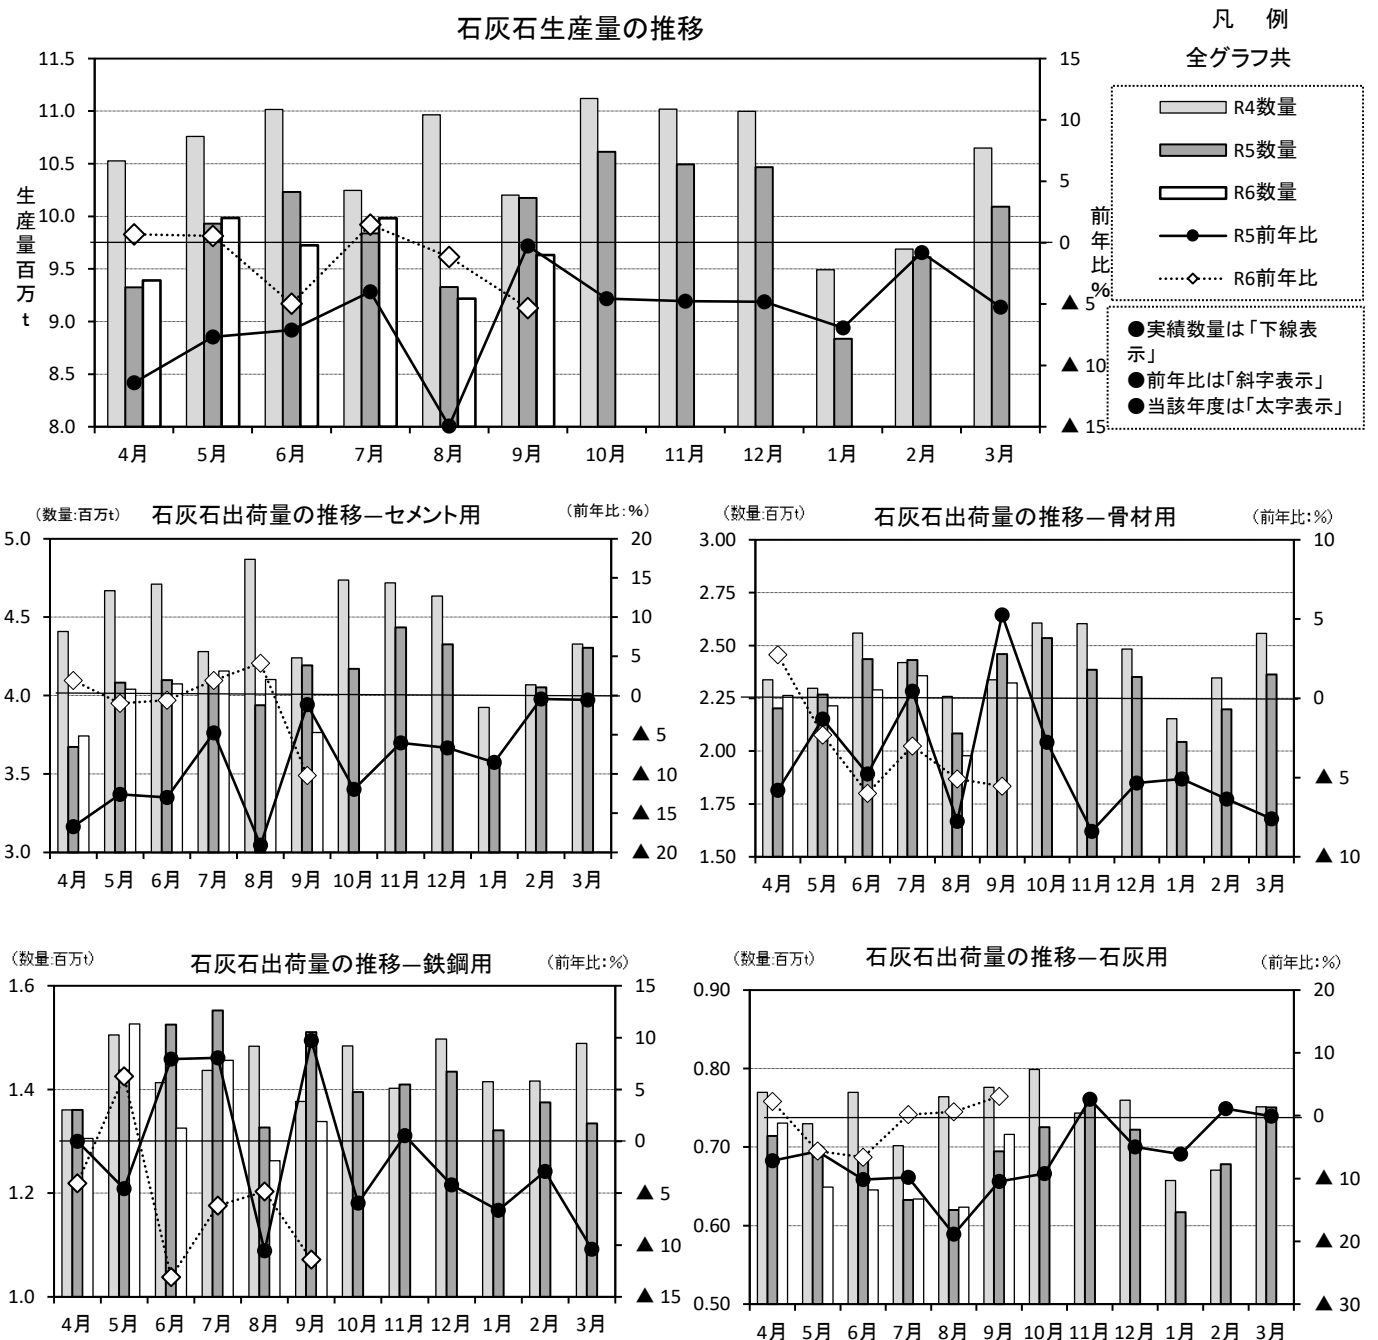 石灰石生産量の推移
凡　例
全グラフ共
R4数量
R5数量
R6数量
R5前年比
R6前年比
●実績数量は「下線表
示」
●前年比は「斜字表示」
●当該年度は「太字表示」
生産量百万t
11.5
11.0
10.5
10.0
9.5
9.0
8.5
8.0
前年比%
15
10
5
0
▲ 5
▲ 10
▲ 15
4月 5月 6月 7月 8月 9月 10月 11月 12月 1月 2月 3月
（数量:百万t） 石灰石出荷量の推移―セメント用 （前年比：%）
5.0
4.5
4.0
3.5
3.0
20
15
10
5
0
▲ 5
▲ 10
▲ 15
▲ 20
4月 5月 6月 7月 8月 9月 10月 11月 12月 1月 2月 3月
（数量:百万t） 石灰石出荷量の推移―骨材用 （前年比：%）
3.00
2.75
2.50
2.25
2.00
1.75
1.50
10
5
0
▲ 5
▲ 10
4月 5月 6月 7月 8月 9月 10月 11月 12月 1月 2月 3月
（数量:百万t） 石灰石出荷量の推移―鉄鋼用 （前年比：%）
1.6
1.4
1.2
1.0
15
10
5
0
▲ 5
▲ 10
▲ 15
4月 5月 6月 7月 8月 9月 10月 11月 12月 1月 2月 3月
（数量:百万t） 石灰石出荷量の推移―石灰用 （前年比：%）
0.90
0.80
0.70
0.60
0.50
20
10
0
▲ 10
▲ 20
▲ 30
4月 5月 6月 7月 8月 9月 10月 11月 12月 1月 2月 3月